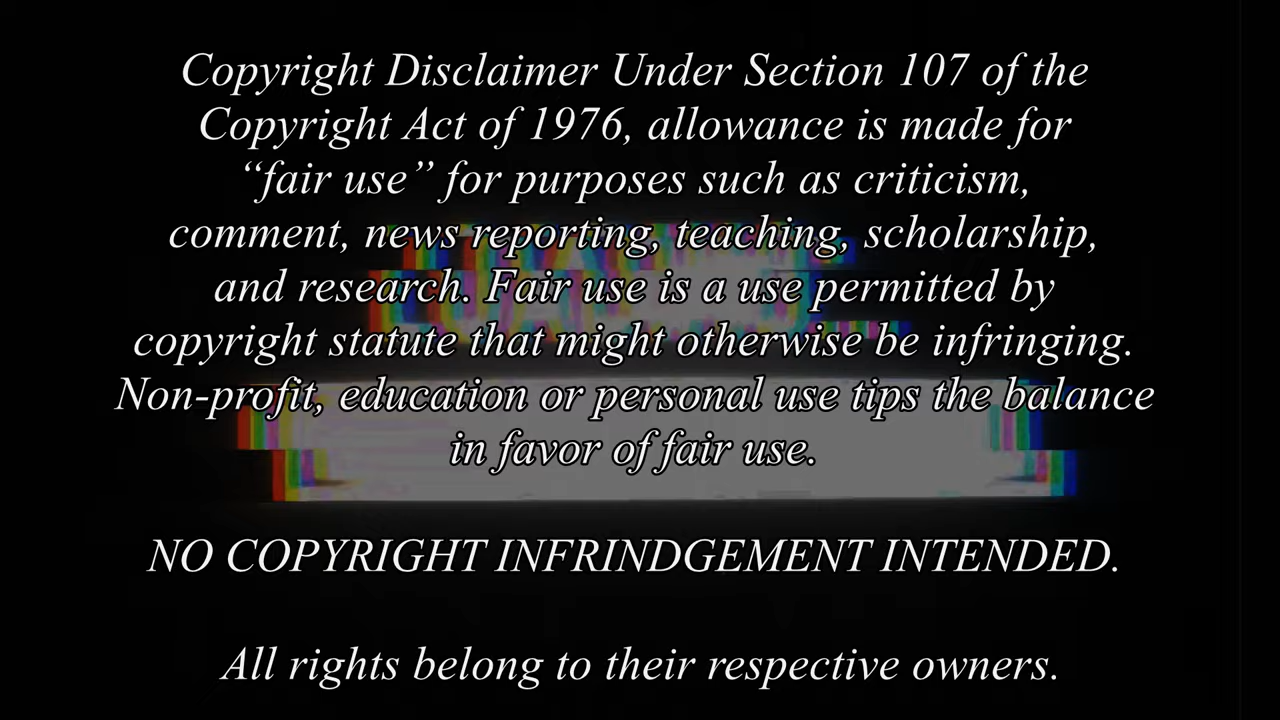 Copyright Disclaimer Under Section 107 of the
Copyright Act of 1976, allowance is made for
“fair use” for purposes such as criticism,
comment, news reporting, teaching, scholarship,
and research. Fair use is a use permitted by
copyright statute that might otherwise be infringing.
Non-profit, education or personal use tips the balance
in favor of fair use.
NO COPYRIGHT INFRINDGEMENT INTENDED.
All rights belong to their respective owners.